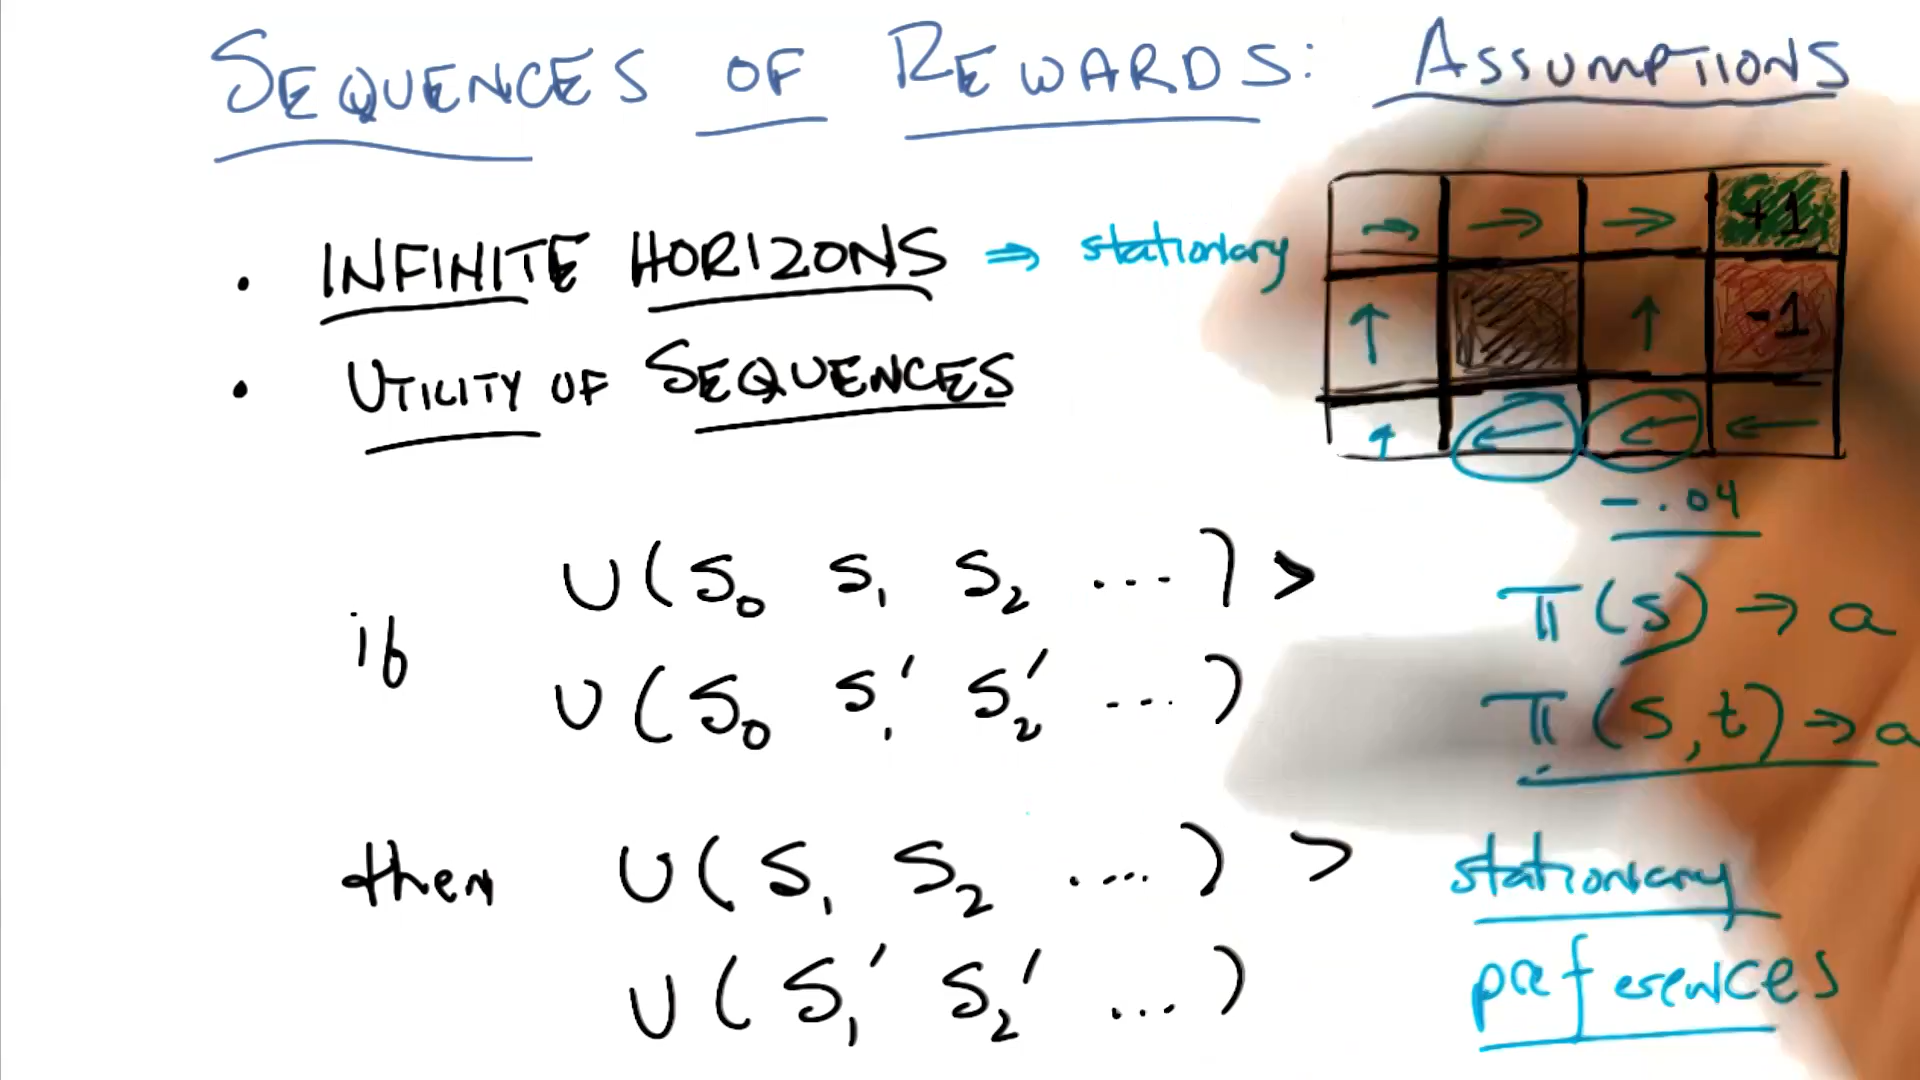 SEQUENCES OF REWARDS: ASSUMPTIONS
• INFINITE HORIZONS ⇒ stationary
• UTILITY OF SEQUENCES
→ → → +1
↑ ↑ -1
↑ ← ← ←
-.04
π(s) → a
π(s,t) → a
if U(S₀ S₁ S₂ ...) >
U(S₀ S₁' S₂' ...)
then U(S₁ S₂ ....) >
U(S₁' S₂' ...)
stationary
preferences